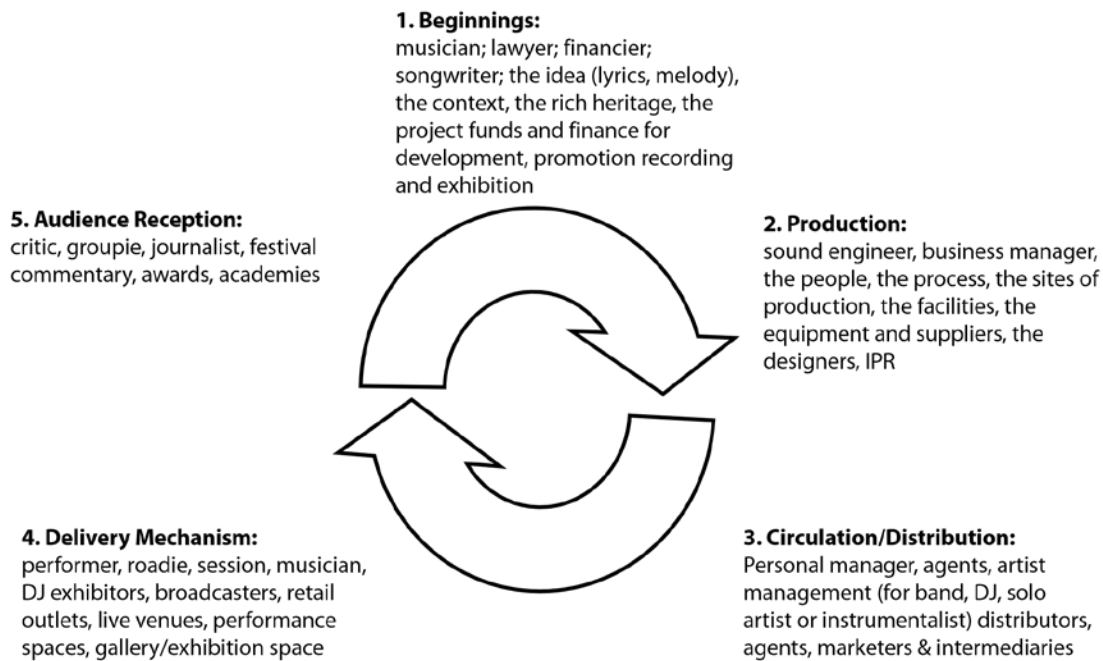 1. Beginnings:
musician; lawyer; financier;
songwriter; the idea (lyrics, melody),
the context, the rich heritage, the
project funds and finance for
development, promotion recording
and exhibition
2. Production:
sound engineer, business manager,
the people, the process, the sites of
production, the facilities, the
equipment and suppliers, the
designers, IPR
3. Circulation/Distribution:
Personal manager, agents, artist
management (for band, DJ, solo
artist or instrumentalist) distributors,
agents, marketers & intermediaries
4. Delivery Mechanism:
performer, roadie, session, musician,
DJ exhibitors, broadcasters, retail
outlets, live venues, performance
spaces, gallery/exhibition space
5. Audience Reception:
critic, groupie, journalist, festival
commentary, awards, academies